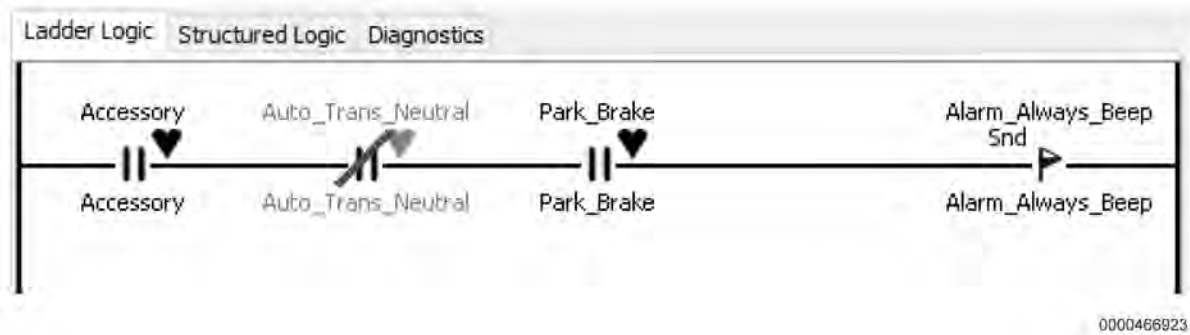 Ladder Logic Structured Logic Diagnostics
Accessory Auto_Trans_Neutral Park_Brake Alarm_Always_Beep
Snd
Accessory Auto_Trans_Neutral Park_Brake Alarm_Always_Beep
0000466923